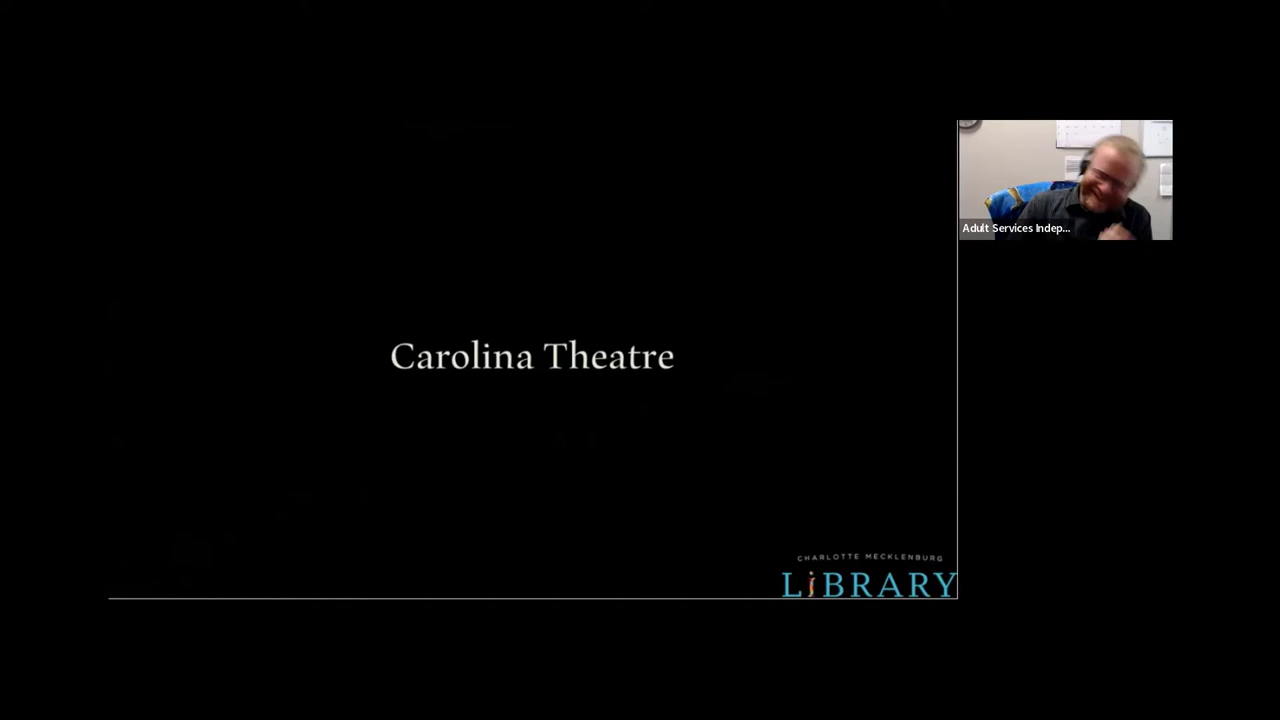 Carolina Theatre
Adult Services Indep...
CHARLOTTE MECKLENBURG
LiBRARY